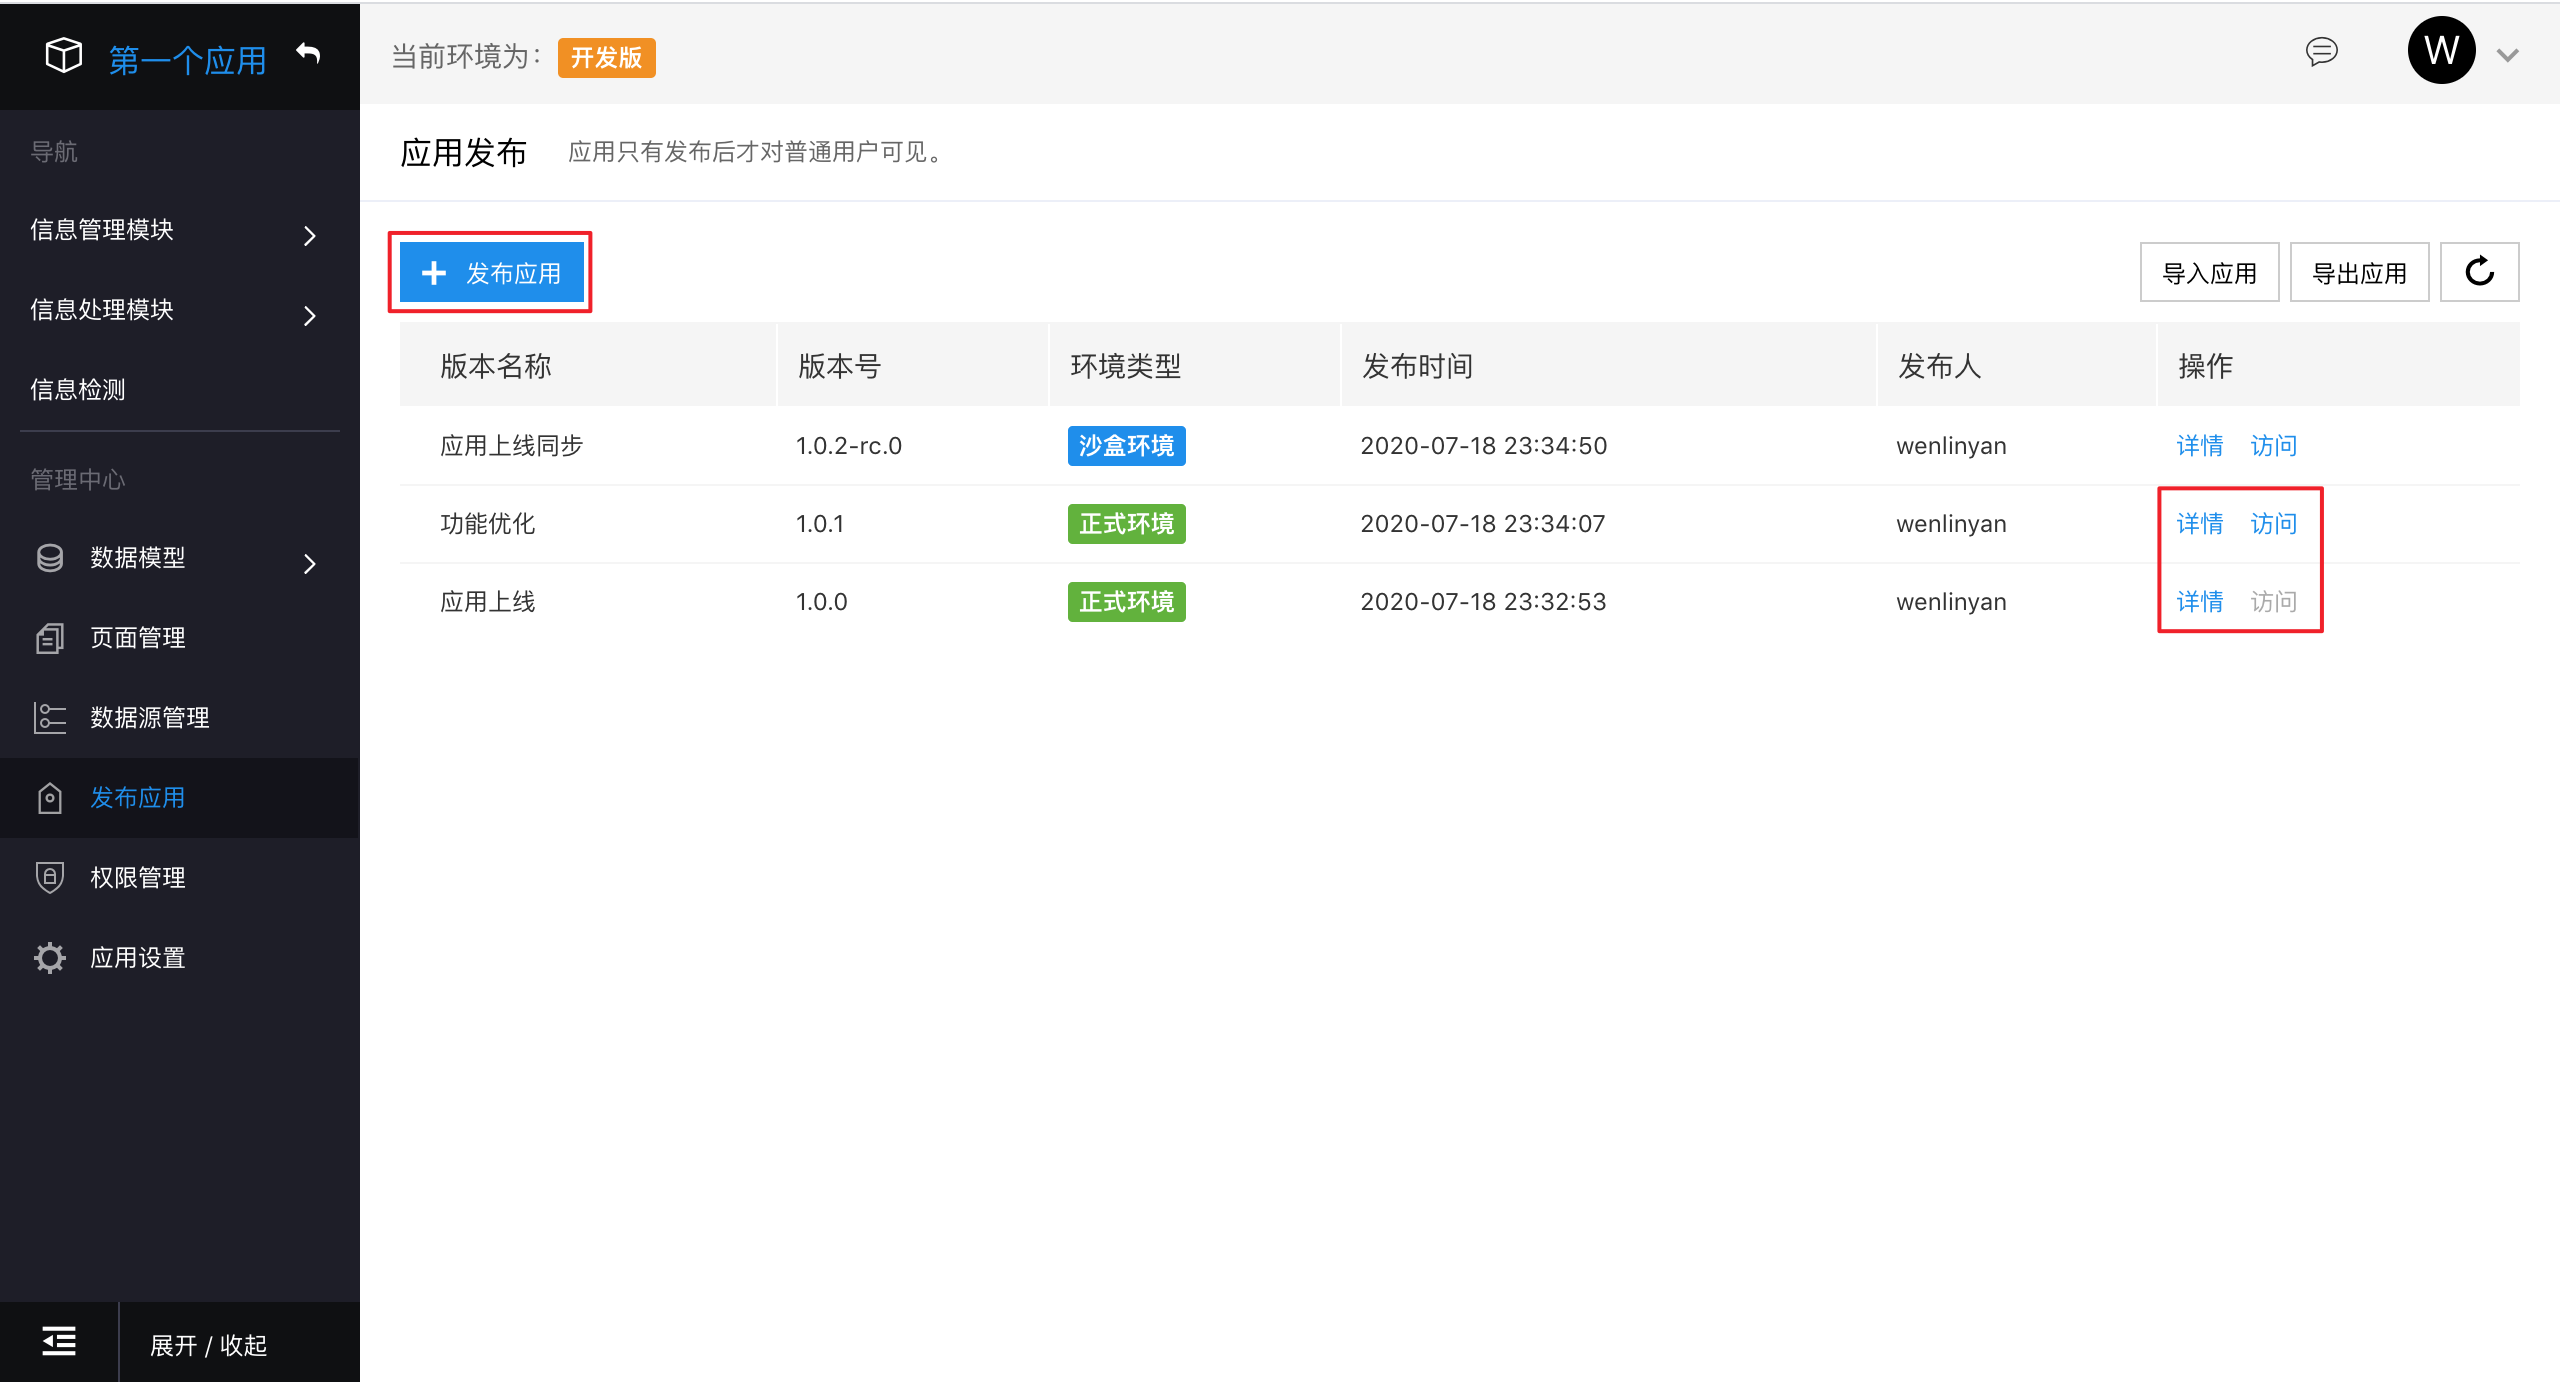 第一个应用
当前环境为：
开发版
W
导航
信息管理模块
信息处理模块
信息检测
管理中心
数据模型
页面管理
数据源管理
发布应用
权限管理
应用设置
展开 / 收起
应用发布 应用只有发布后才对普通用户可见。
发布应用 导入应用 导出应用
版本名称 版本号 环境类型 发布时间 发布人 操作
应用上线同步 1.0.2-rc.0 沙盒环境 2020-07-18 23:34:50 wenlinyan 详情 访问
功能优化 1.0.1 正式环境 2020-07-18 23:34:07 wenlinyan 详情 访问
应用上线 1.0.0 正式环境 2020-07-18 23:32:53 wenlinyan 详情 访问